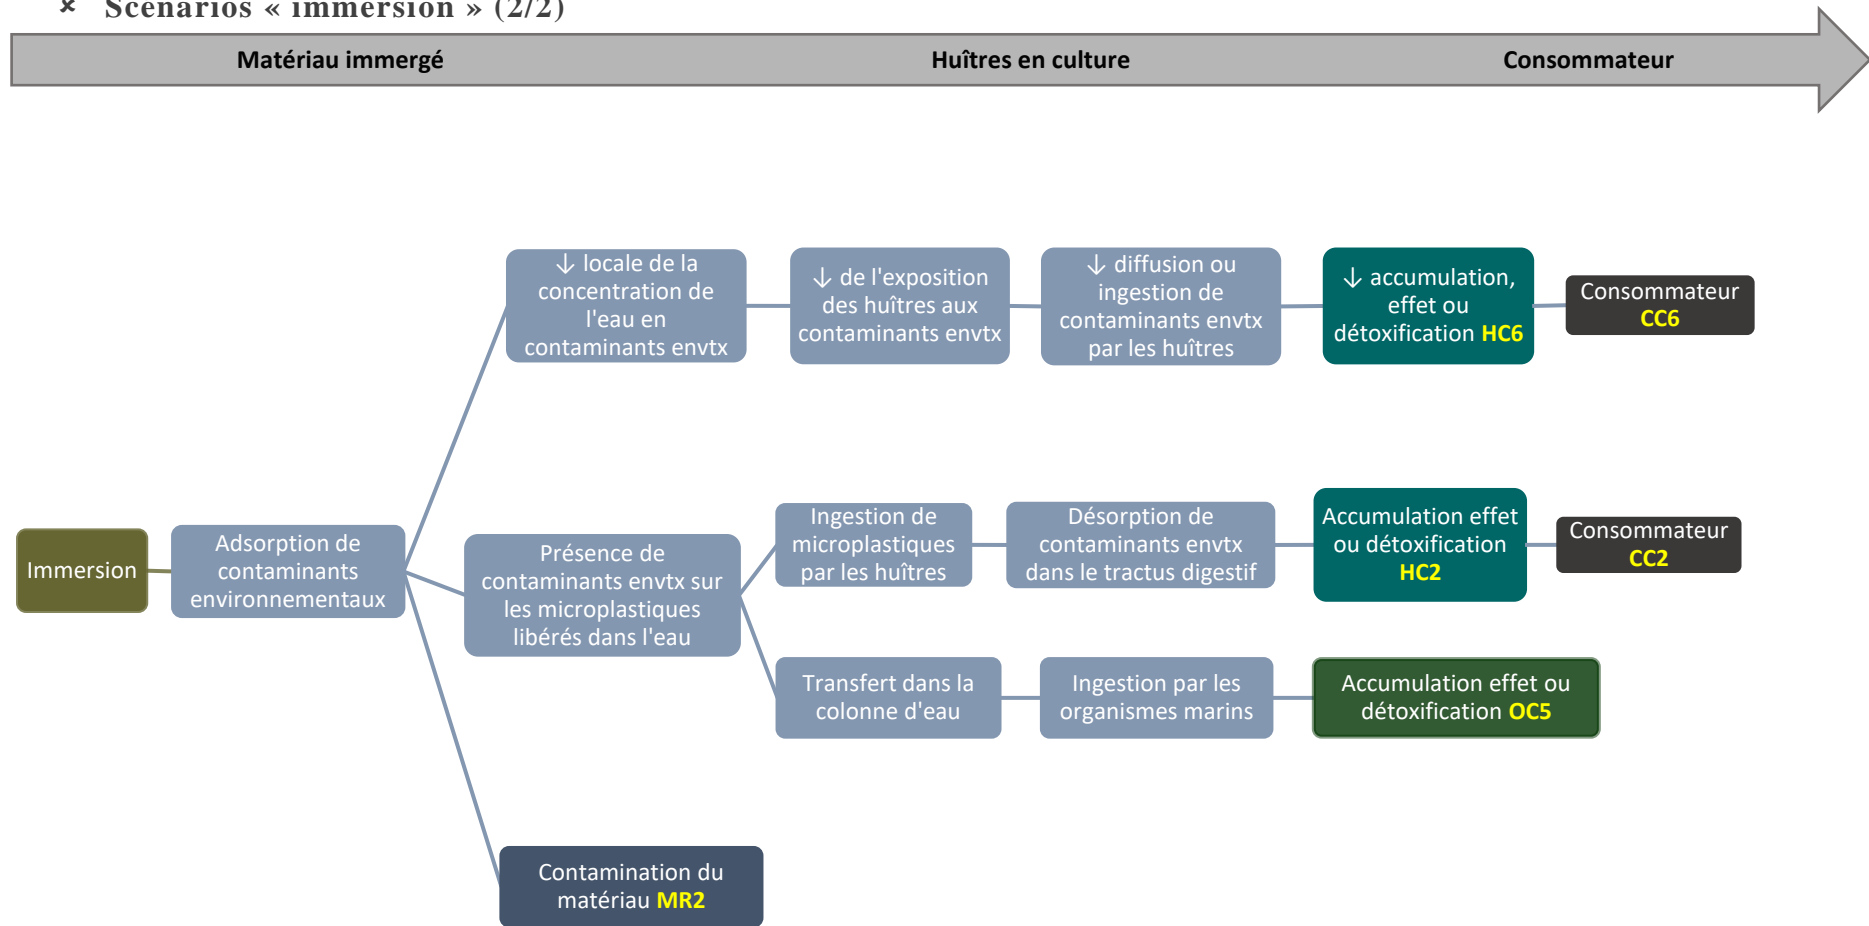 × Scénarios « immersion » (2/2)
Matériau immergé
Huîtres en culture
Consommateur
↓ locale de la
concentration de
l'eau en
contaminants envtx
↓ de l'exposition
des huîtres aux
contaminants envtx
↓ diffusion ou
ingestion de
contaminants envtx
par les huîtres
↓ accumulation,
effet ou
détoxification HC6
Consommateur
CC6
Immersion
Adsorption de
contaminants
environnementaux
Présence de
contaminants envtx sur
les microplastiques
libérés dans l'eau
Ingestion de
microplastiques
par les huîtres
Désorption de
contaminants envtx
dans le tractus digestif
Accumulation effet
ou détoxification
HC2
Consommateur
CC2
Transfert dans la
colonne d'eau
Ingestion par les
organismes marins
Accumulation effet ou
détoxification OC5
Contamination du
matériau MR2